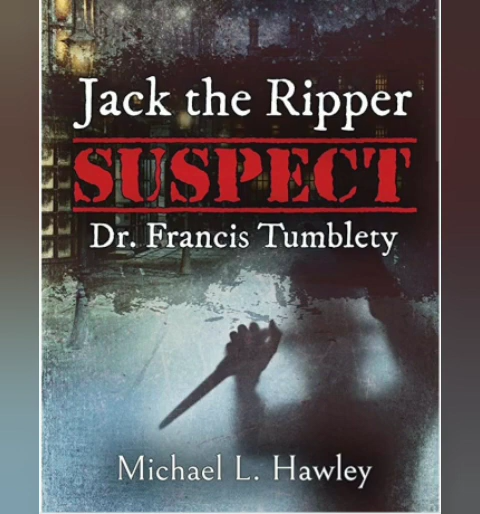 Jack the Ripper
SUSPECT
Dr. Francis Tumblety
Michael L. Hawley